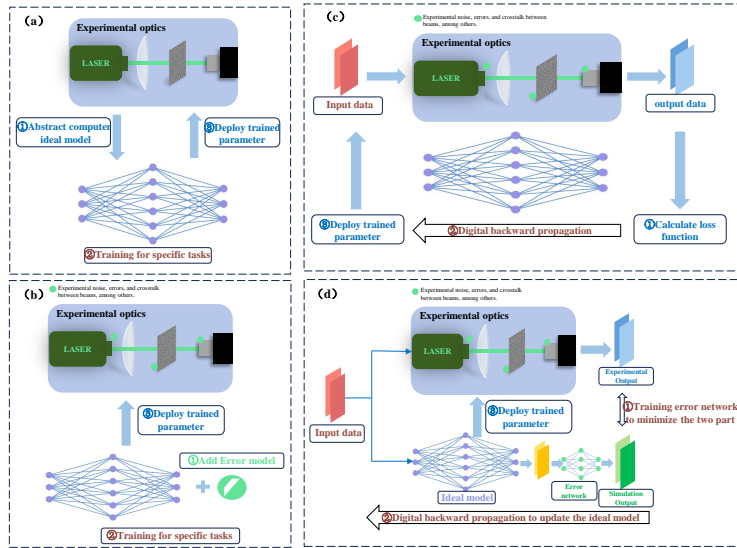 (a)
Experimental optics
LASER
①Abstract computer
ideal model
③Deploy trained
parameter
②Training for specific tasks
(b)
Experimental noise, errors, and crosstalk
between beams, among others.
Experimental optics
LASER
③Deploy trained
parameter
①Add Error model
②Training for specific tasks
(c)
Experimental noise, errors, and crosstalk between
beams, among others.
Experimental optics
LASER
Input data
output data
③Deploy trained
parameter
②Digital backward propagation
①Calculate loss
function
(d)
Experimental noise, errors, and crosstalk
between beams, among others.
Experimental optics
LASER
Experimental
Output
Input data
③Deploy trained
parameter
①Training error network
to minimize the two part
Ideal model
Error
network
Simulation
Output
②Digital backward propagation to update the ideal model